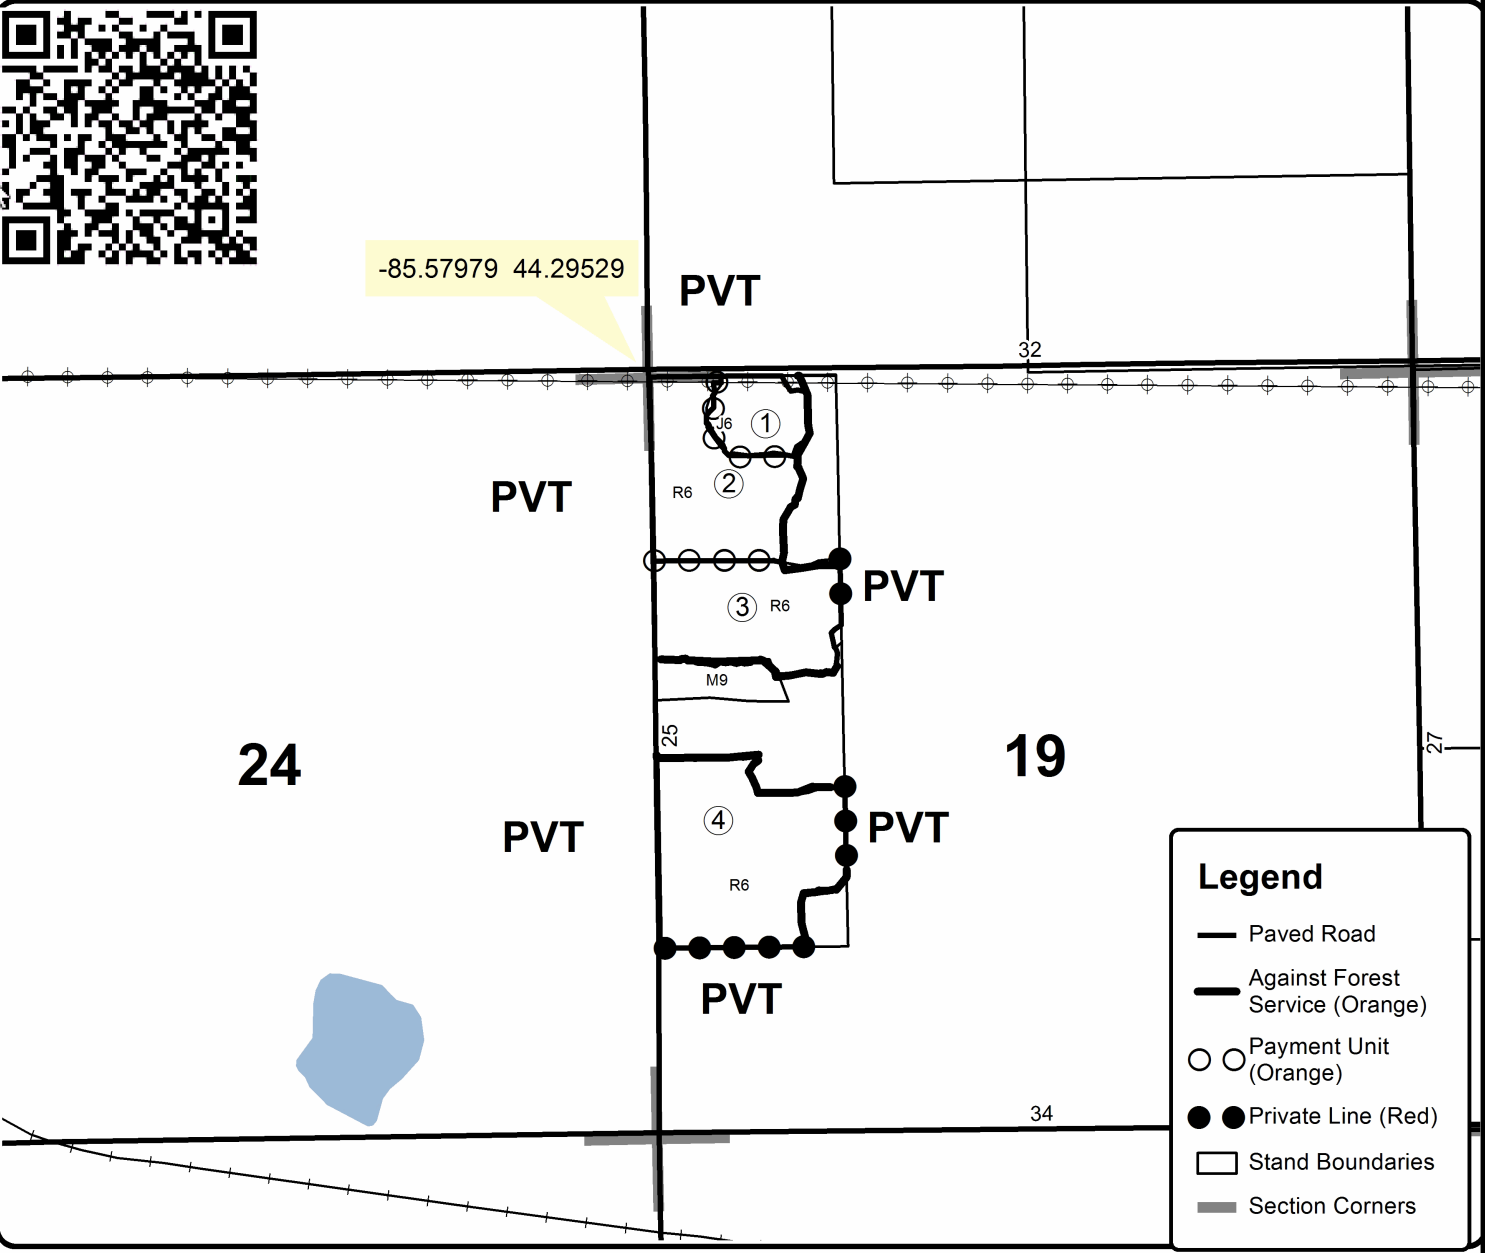 -85.57979  44.29529
PVT
32
J6
1
2
R6
PVT
PVT
3
R6
M9
25
24
19
27
4
PVT
PVT
R6
PVT
34
Legend
Paved Road
Against Forest
Service (Orange)
Payment Unit
(Orange)
Private Line (Red)
Stand Boundaries
Section Corners